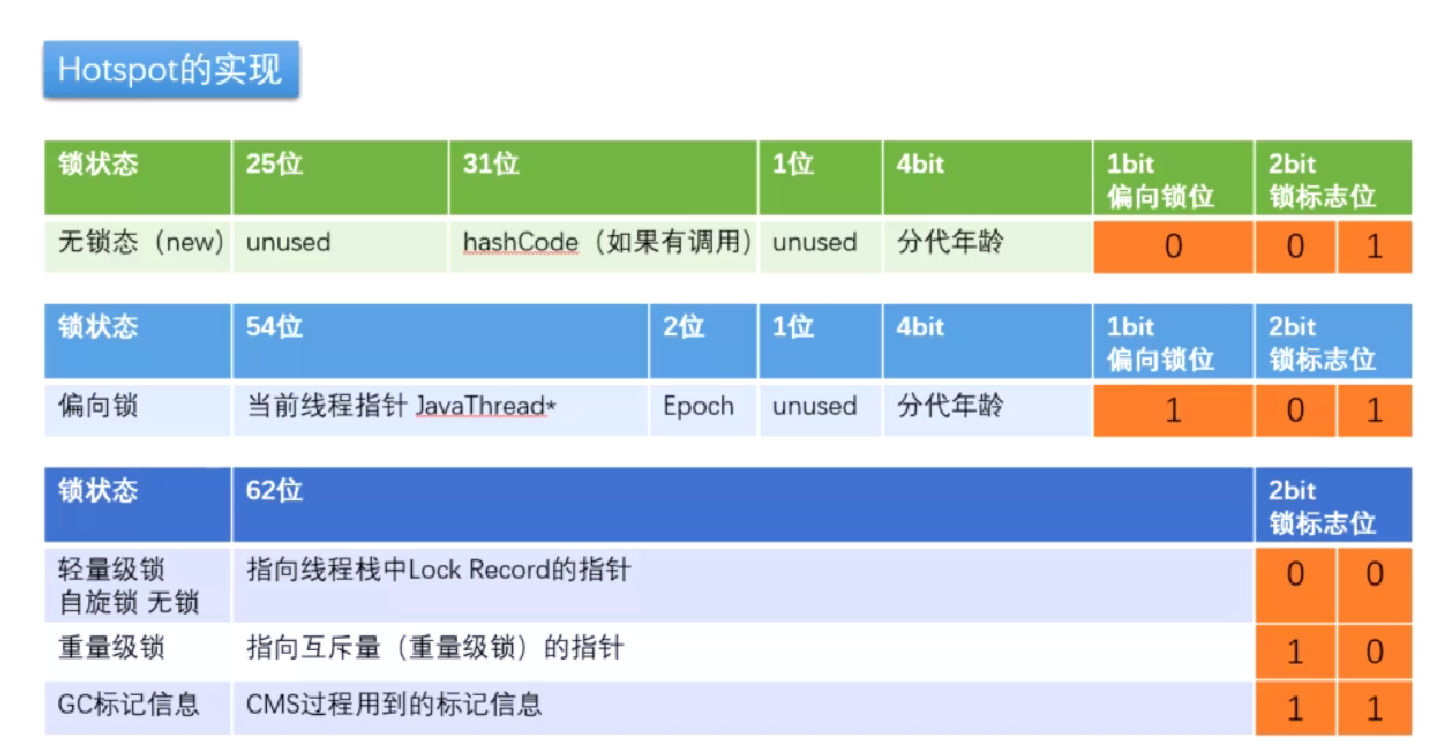 Hotspot的实现
锁状态 25位 31位 1位 4bit 1bit 2bit
偏向锁位 锁标志位
无锁态（new） unused hashCode（如果有调用） unused 分代年龄 0 0 1
锁状态 54位 2位 1位 4bit 1bit 2bit
偏向锁位 锁标志位
偏向锁 当前线程指针 JavaThread* Epoch unused 分代年龄 1 0 1
锁状态 62位 2bit
锁标志位
轻量级锁 指向线程栈中Lock Record的指针 0 0
自旋锁 无锁
重量级锁 指向互斥量（重量级锁）的指针 1 0
GC标记信息 CMS过程用到的标记信息 1 1